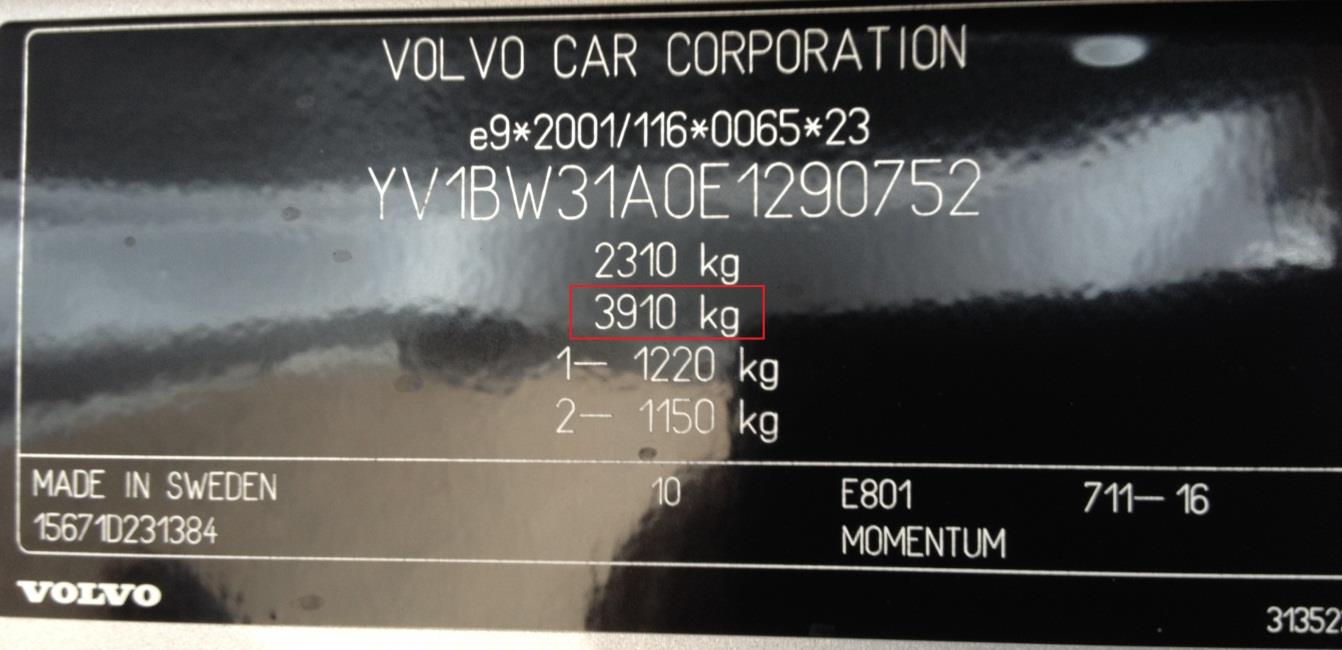 VOLVO CAR CORPORATION
e9*2001/116*0065*23
YV1BW31A0E1290752
2310 kg
3910 kg
1— 1220 kg
2— 1150 kg
MADE IN SWEDEN 10 E801 711— 16
15671D231384 MOMENTUM
VOLVO